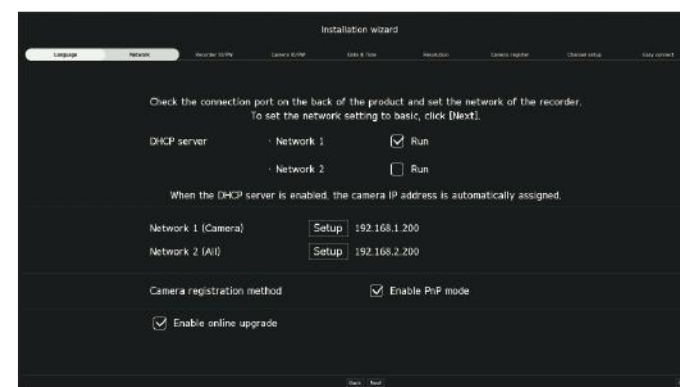 Installation wizard
Language Network Recorder ID/PW Camera ID/PW Date & Time Resolution Camera register Channel setup Easy connect
Check the connection port on the back of the product and set the network of the recorder.
To set the network setting to basic, click [Next].
DHCP server · Network 1 Run
· Network 2 Run
When the DHCP server is enabled, the camera IP address is automatically assigned.
Network 1 (Camera) Setup 192.168.1.200
Network 2 (All) Setup 192.168.2.200
Camera registration method Enable PnP mode
Enable online upgrade
Back Next